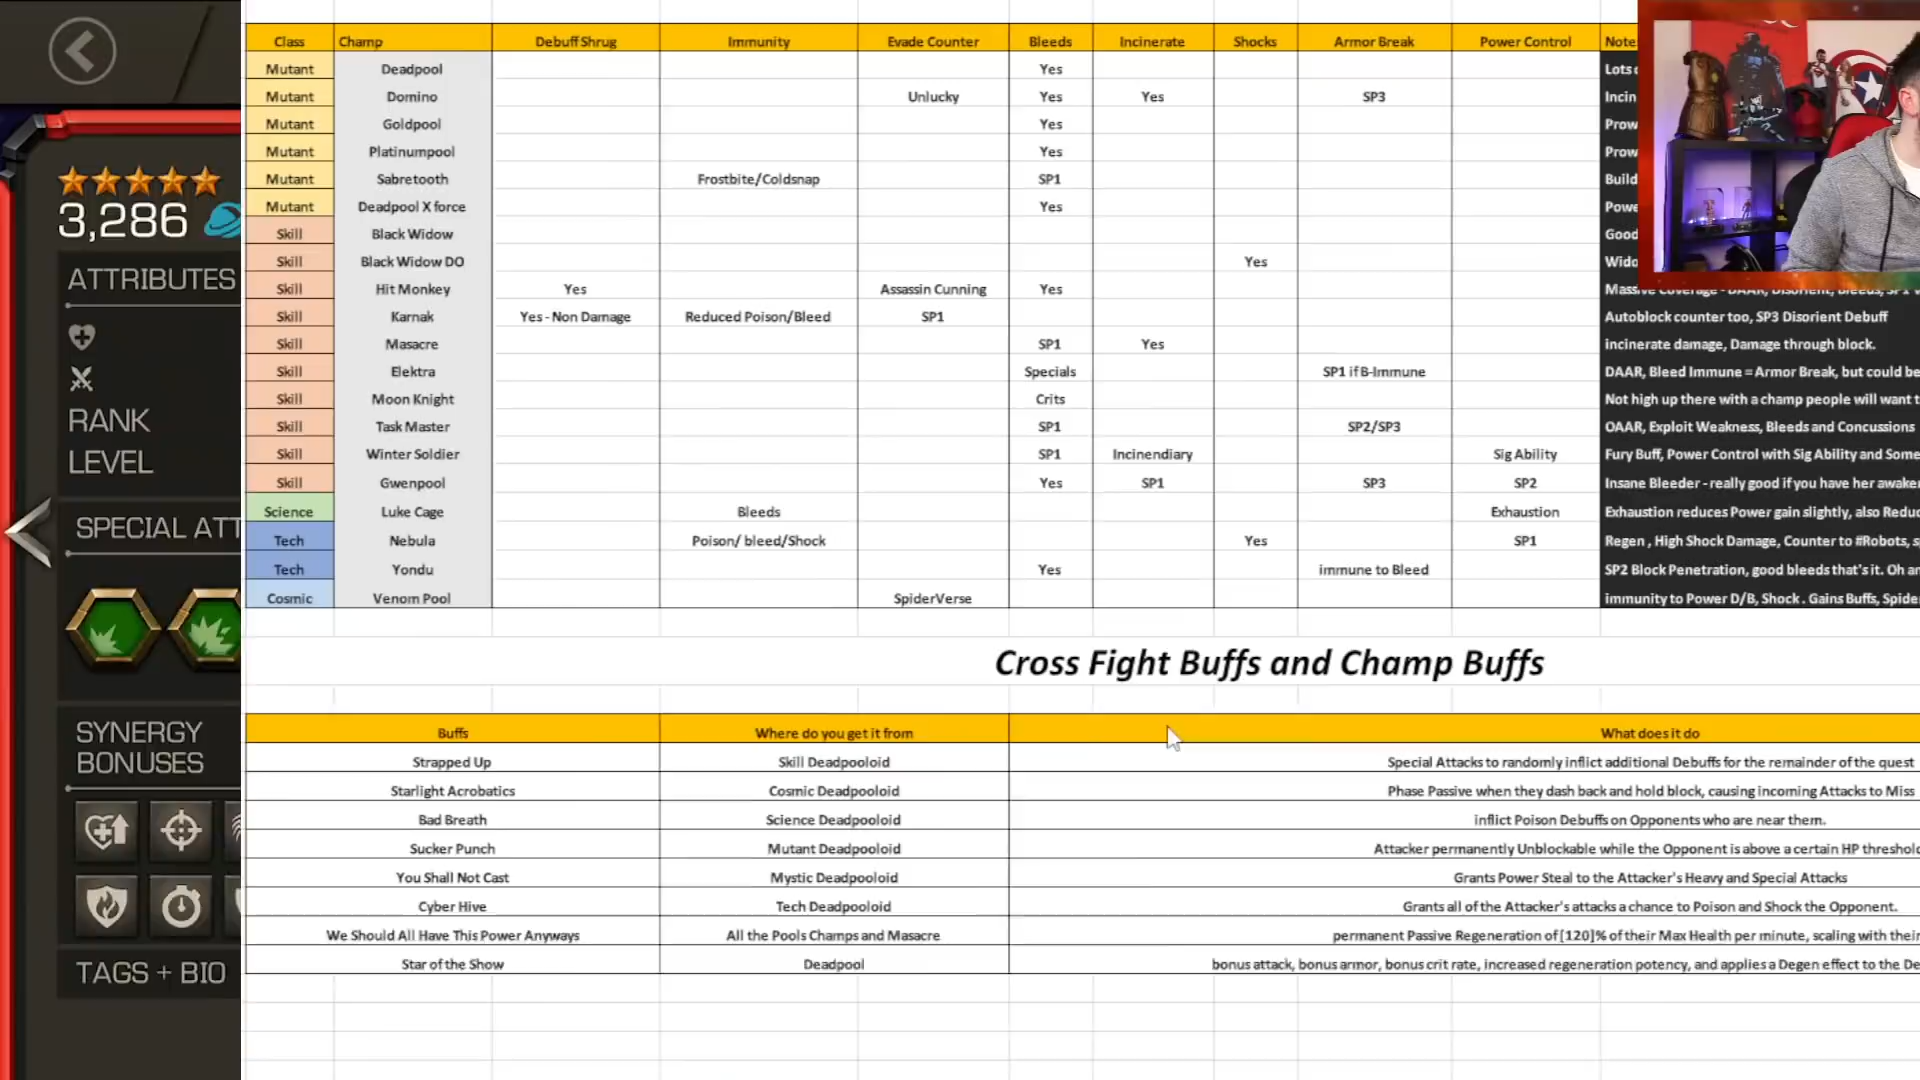 3,286
ATTRIBUTES
RANK
LEVEL
SPECIAL ATT
SYNERGY
BONUSES
TAGS + BIO
Class Champ Debuff Shrug Immunity Evade Counter Bleeds Incinerate Shocks Armor Break Power Control Note
Mutant Deadpool Yes Lots
Mutant Domino Unlucky Yes Yes SP3 Incin
Mutant Goldpool Yes Prow
Mutant Platinumpool Yes Prow
Mutant Sabretooth Frostbite/Coldsnap SP1 Build
Mutant Deadpool X force Yes Powe
Skill Black Widow Good
Skill Black Widow DO Yes Wido
Skill Hit Monkey Yes Assassin Cunning Yes Massive Coverage - DAAR, Disorient, Bleeds, SP1
Skill Karnak Yes - Non Damage Reduced Poison/Bleed SP1 Autoblock counter too, SP3 Disorient Debuff
Skill Masacre SP1 Yes incinerate damage, Damage through block.
Skill Elektra Specials SP1 if B-Immune DAAR, Bleed Immune = Armor Break, but could be
Skill Moon Knight Crits Not high up there with a champ people will want t
Skill Task Master SP1 SP2/SP3 OAAR, Exploit Weakness, Bleeds and Concussions
Skill Winter Soldier SP1 Incinendiary Sig Ability Fury Buff, Power Control with Sig Ability and Some
Skill Gwenpool Yes SP1 SP3 SP2 Insane Bleeder - really good if you have her awake
Science Luke Cage Bleeds Exhaustion Exhaustion reduces Power gain slightly, also Redu
Tech Nebula Poison/ bleed/Shock Yes SP1 Regen , High Shock Damage, Counter to #Robots, s
Tech Yondu Yes immune to Bleed SP2 Block Penetration, good bleeds that's it. Oh a
Cosmic Venom Pool SpiderVerse immunity to Power D/B, Shock . Gains Buffs, Spide
Cross Fight Buffs and Champ Buffs
Buffs Where do you get it from What does it do
Strapped Up Skill Deadpooloid Special Attacks to randomly inflict additional Debuffs for the remainder of the quest
Starlight Acrobatics Cosmic Deadpooloid Phase Passive when they dash back and hold block, causing incoming Attacks to Miss
Bad Breath Science Deadpooloid inflict Poison Debuffs on Opponents who are near them.
Sucker Punch Mutant Deadpooloid Attacker permanently Unblockable while the Opponent is above a certain HP threshol
You Shall Not Cast Mystic Deadpooloid Grants Power Steal to the Attacker's Heavy and Special Attacks
Cyber Hive Tech Deadpooloid Grants all of the Attacker's attacks a chance to Poison and Shock the Opponent.
We Should All Have This Power Anyways All the Pools Champs and Masacre permanent Passive Regeneration of [120]% of their Max Health per minute, scaling with their
Star of the Show Deadpool bonus attack, bonus armor, bonus crit rate, increased regeneration potency, and applies a Degen effect to the De